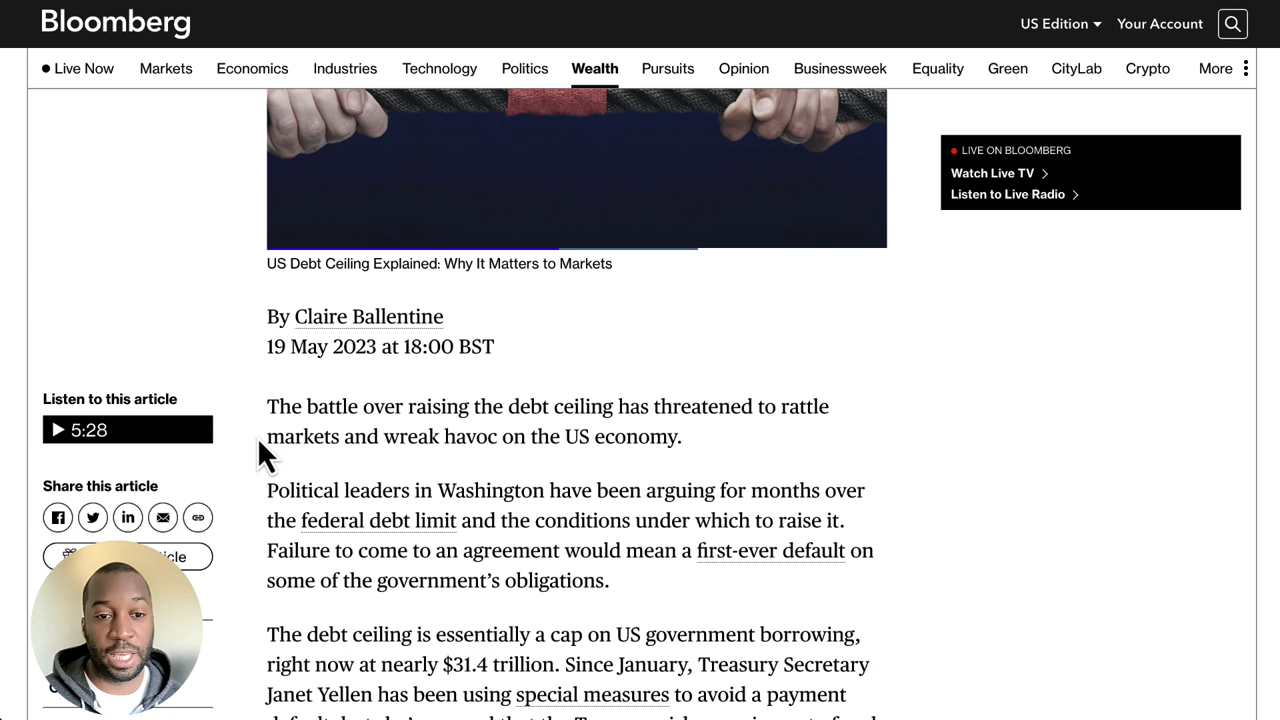 Bloomberg
US Edition
Your Account
Live Now
Markets
Economics
Industries
Technology
Politics
Wealth
Pursuits
Opinion
Businessweek
Equality
Green
CityLab
Crypto
More
LIVE ON BLOOMBERG
Watch Live TV
Listen to Live Radio
US Debt Ceiling Explained: Why It Matters to Markets
By Claire Ballentine
19 May 2023 at 18:00 BST
Listen to this article
5:28
Share this article
The battle over raising the debt ceiling has threatened to rattle
markets and wreak havoc on the US economy.
Political leaders in Washington have been arguing for months over
the federal debt limit and the conditions under which to raise it.
Failure to come to an agreement would mean a first-ever default on
some of the government’s obligations.
The debt ceiling is essentially a cap on US government borrowing,
right now at nearly $31.4 trillion. Since January, Treasury Secretary
Janet Yellen has been using special measures to avoid a payment